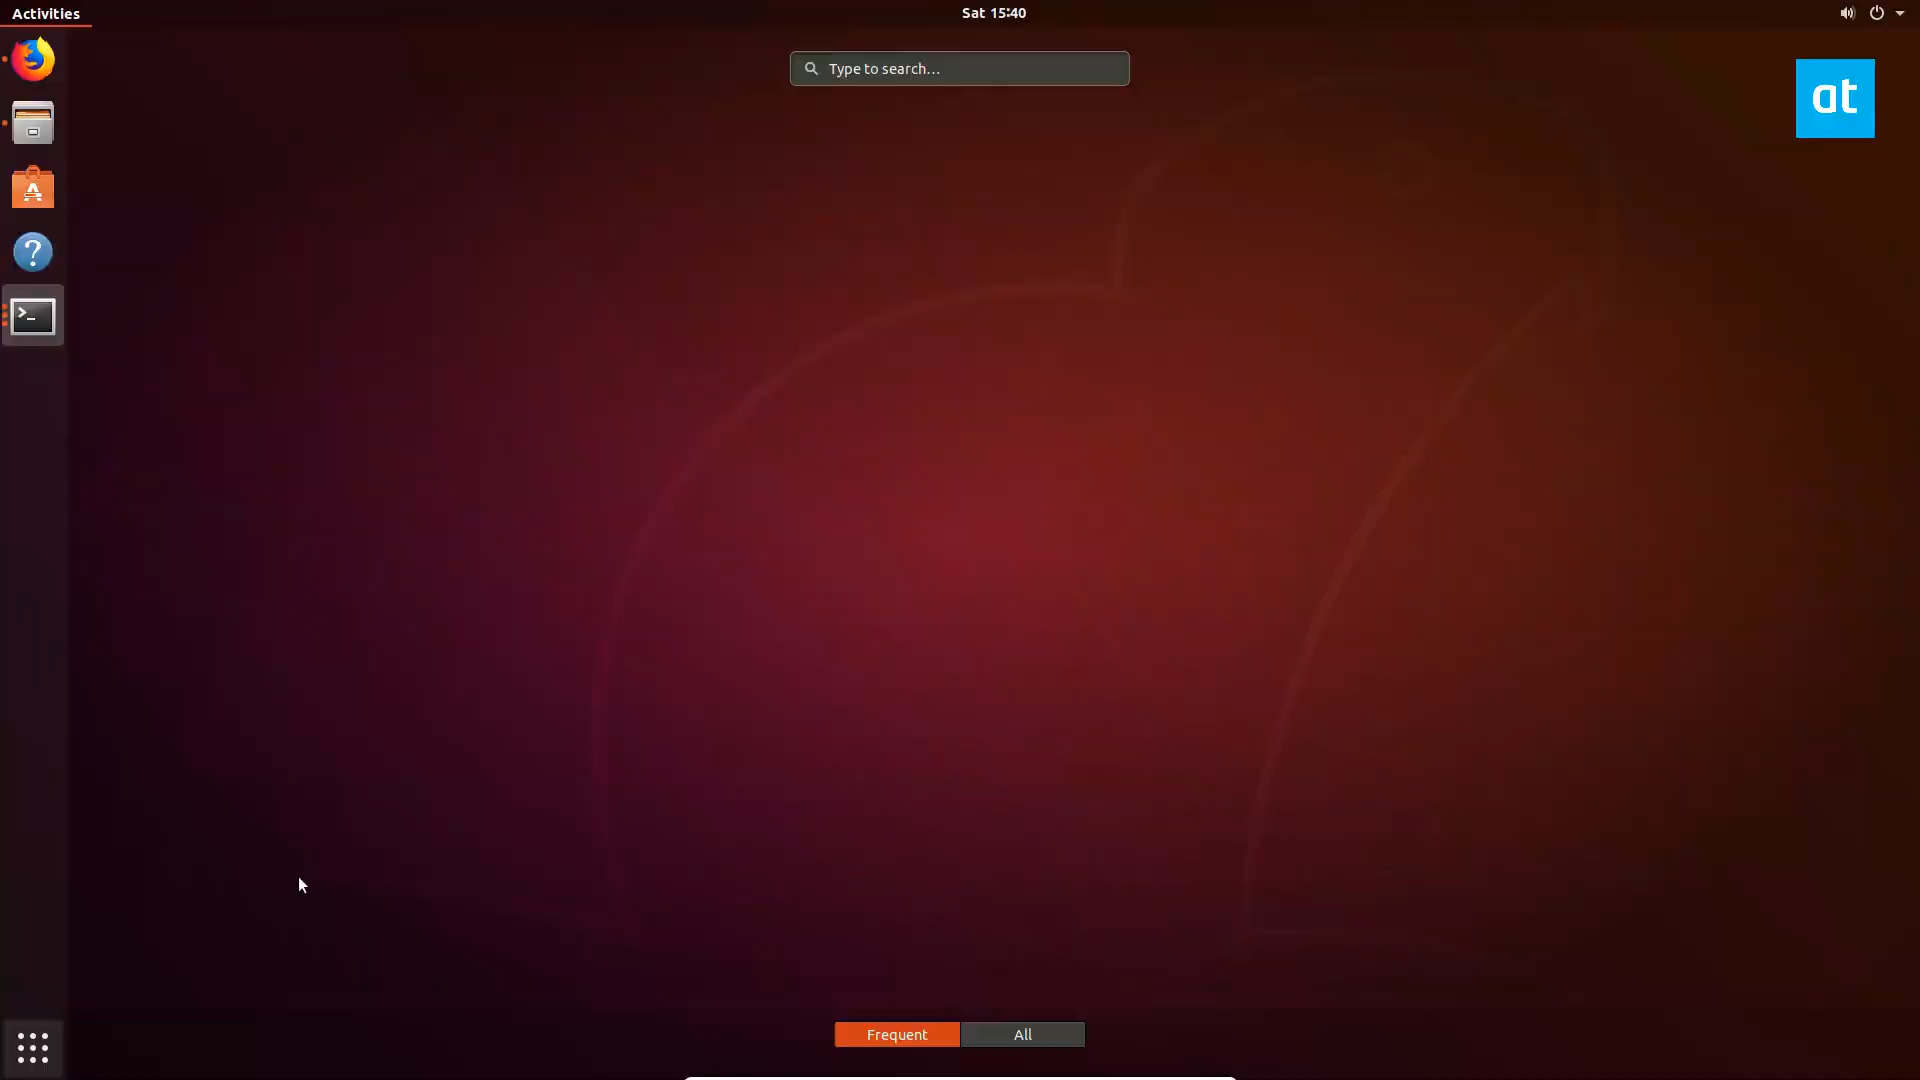 Activities
Sat 15:40
Type to search...
at
A
?
>_
Frequent
All